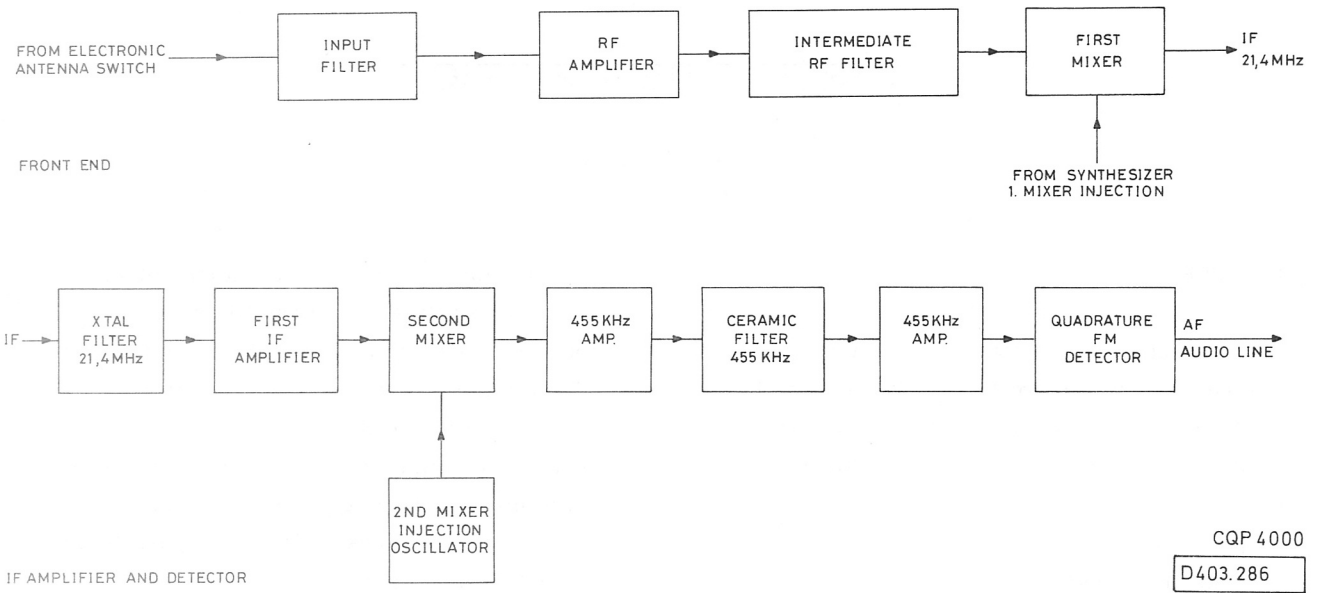 FROM ELECTRONIC
ANTENNA SWITCH
INPUT
FILTER
RF
AMPLIFIER
INTERMEDIATE
RF FILTER
FIRST
MIXER
IF
21,4MHz
FRONT END
FROM SYNTHESIZER
1. MIXER INJECTION
IF
XTAL
FILTER
21,4MHz
FIRST
IF
AMPLIFIER
SECOND
MIXER
455KHz
AMP.
CERAMIC
FILTER
455 KHz
455KHz
AMP.
QUADRATURE
FM
DETECTOR
AF
AUDIO LINE
2ND MIXER
INJECTION
OSCILLATOR
IF AMPLIFIER AND DETECTOR
CQP 4000
D403.286